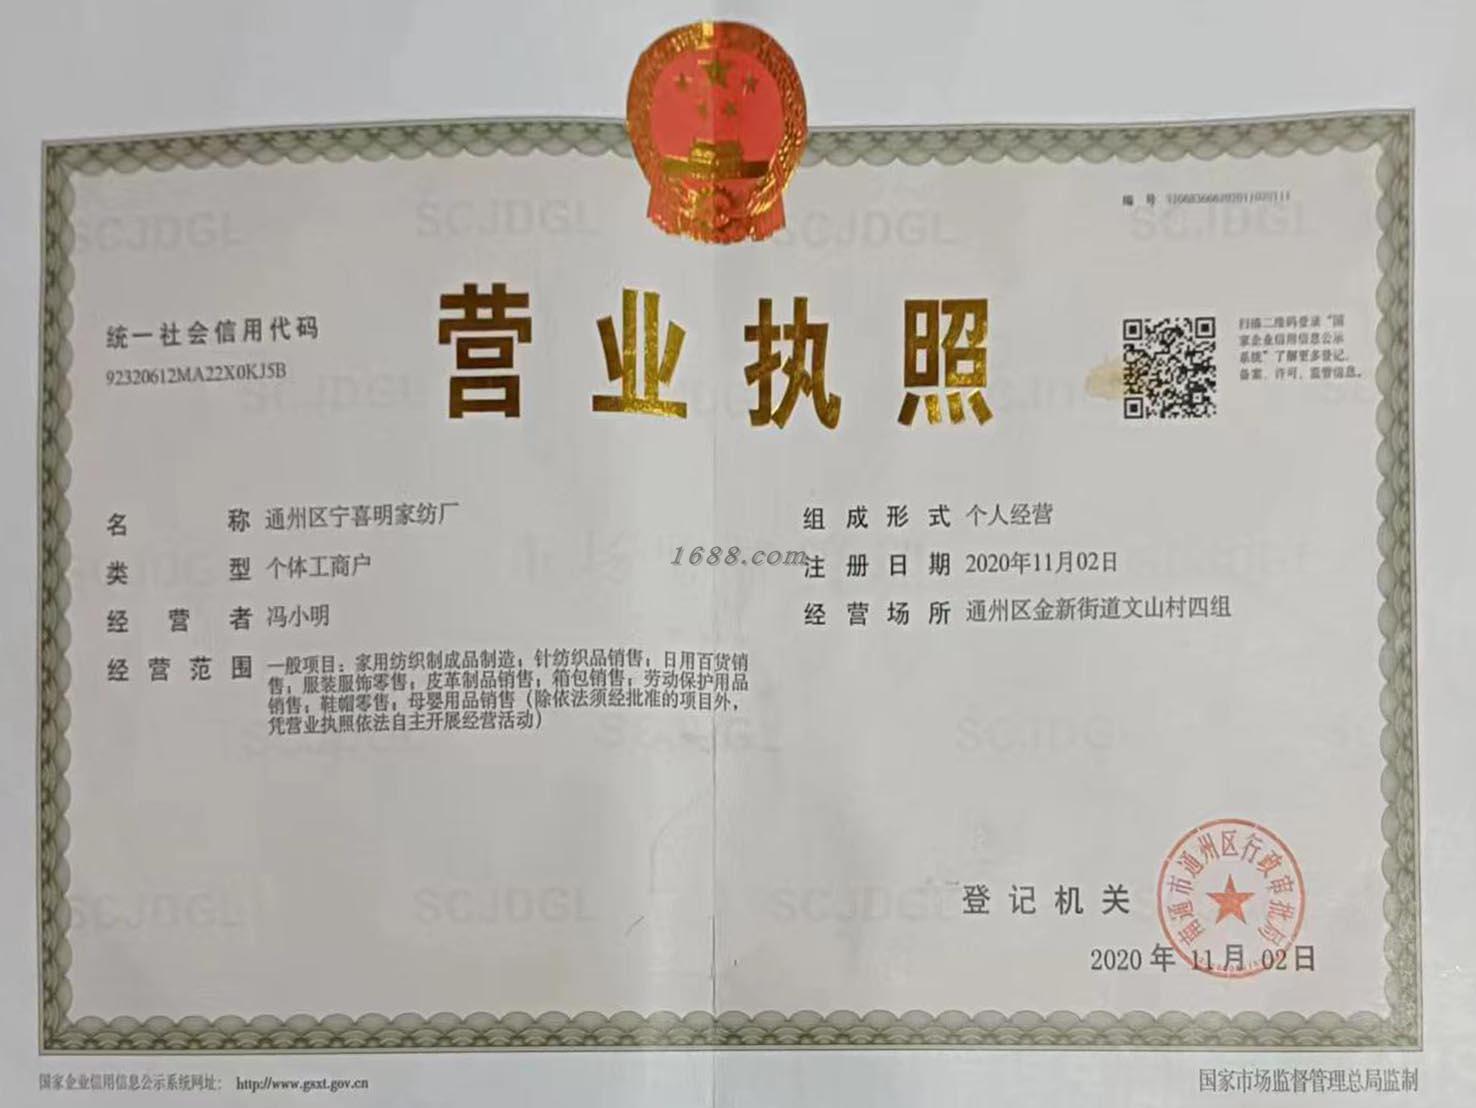 编 号
统一社会信用代码
92320612MA22X0KJ5B
营业执照
扫描二维码登录“国
家企业信用信息公示
系统”了解更多登记、
备案、许可、监管信息。
名 称 通州区宁喜明家纺厂
类 型 个体工商户
经 营 者 冯小明
经 营 范 围 一般项目：家用纺织制成品制造；针纺织品销售；日用百货销
售；服装服饰零售；皮革制品销售；箱包销售；劳动保护用品
销售；鞋帽零售；母婴用品销售（除依法须经批准的项目外，
凭营业执照依法自主开展经营活动）
组 成 形 式 个人经营
注 册 日 期 2020年11月02日
经 营 场 所 通州区金新街道文山村四组
1688.com
登 记 机 关
南通市通州区行政审批局
2020 年 11 月 02 日
国家企业信用信息公示系统网址： http://www.gsxt.gov.cn
国家市场监督管理总局监制
SCJDGL